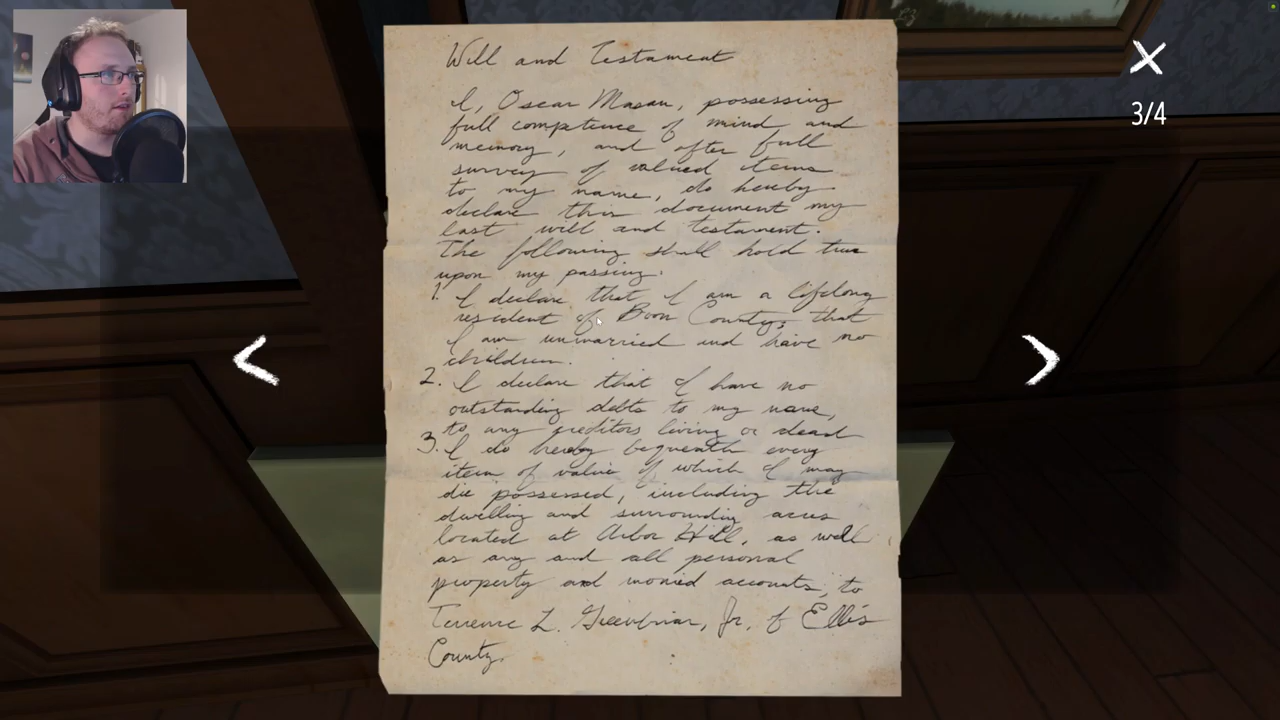 Will and Testament
3/4
I, Oscar Masan, possessing
full competence of mind and
memory, and after full
survey of valued items
to my name, do hereby
declare this document my
last will and testament.
The following shall hold true
upon my passing:
1. I declare that I am a lifelong
resident of Boon County, that
I am unmarried and have no
children.
2. I declare that I have no
outstanding debts to my name,
to any creditors living or dead
3. I do hereby bequeath every
item of value of which I may
die possessed, including the
dwelling and surrounding acres
located at Arbor Hill, as well
as any and all personal
property and monied accounts, to
Terrence L. Greenbriar, Jr. of Ellis
County.